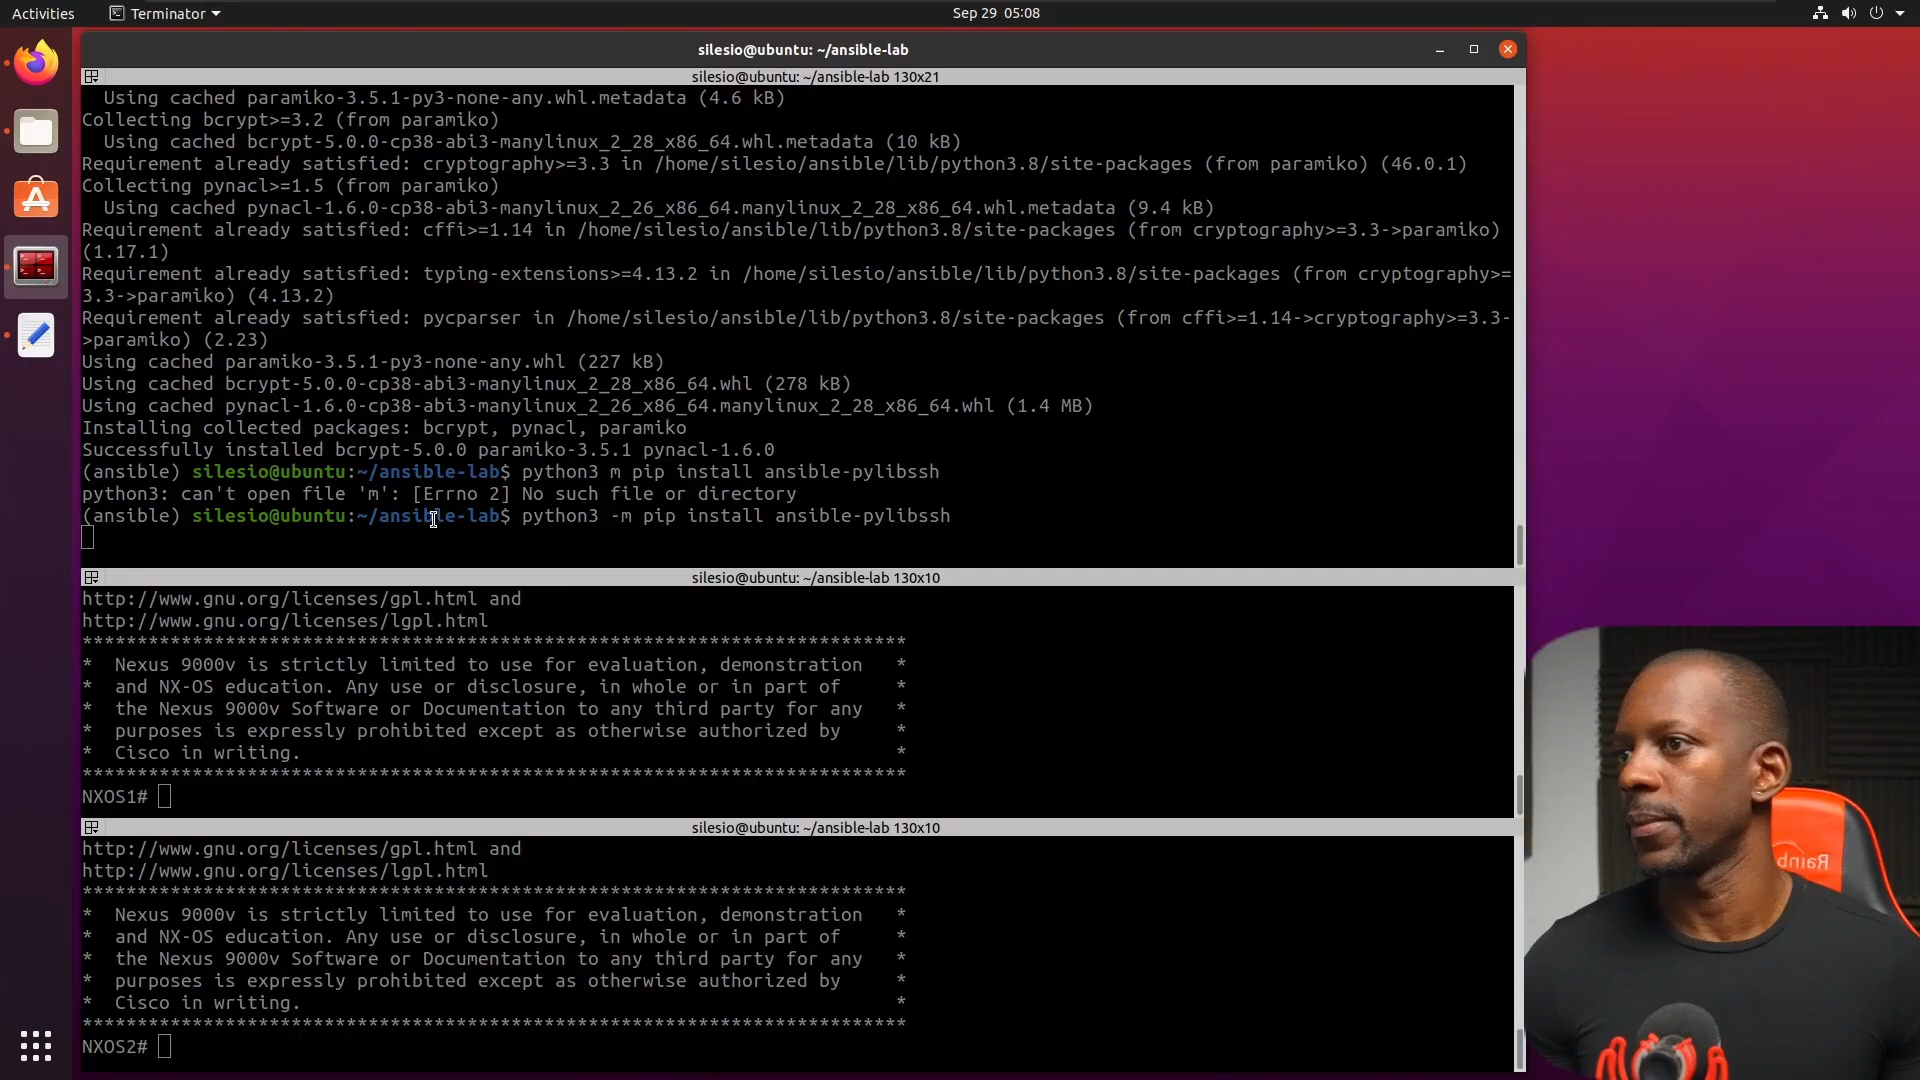 Activities
Terminator
Sep 29 05:08
silesio@ubuntu: ~/ansible-lab
silesio@ubuntu: ~/ansible-lab 130x21
Using cached paramiko-3.5.1-py3-none-any.whl.metadata (4.6 kB)
Collecting bcrypt>=3.2 (from paramiko)
Using cached bcrypt-5.0.0-cp38-abi3-manylinux_2_28_x86_64.whl.metadata (10 kB)
Requirement already satisfied: cryptography>=3.3 in /home/silesio/ansible/lib/python3.8/site-packages (from paramiko) (46.0.1)
Collecting pynacl>=1.5 (from paramiko)
Using cached pynacl-1.6.0-cp38-abi3-manylinux_2_26_x86_64.manylinux_2_28_x86_64.whl.metadata (9.4 kB)
Requirement already satisfied: cffi>=1.14 in /home/silesio/ansible/lib/python3.8/site-packages (from cryptography>=3.3->paramiko)
(1.17.1)
Requirement already satisfied: typing-extensions>=4.13.2 in /home/silesio/ansible/lib/python3.8/site-packages (from cryptography>=
3.3->paramiko) (4.13.2)
Requirement already satisfied: pycparser in /home/silesio/ansible/lib/python3.8/site-packages (from cffi>=1.14->cryptography>=3.3-
>paramiko) (2.23)
Using cached paramiko-3.5.1-py3-none-any.whl (227 kB)
Using cached bcrypt-5.0.0-cp38-abi3-manylinux_2_28_x86_64.whl (278 kB)
Using cached pynacl-1.6.0-cp38-abi3-manylinux_2_26_x86_64.manylinux_2_28_x86_64.whl (1.4 MB)
Installing collected packages: bcrypt, pynacl, paramiko
Successfully installed bcrypt-5.0.0 paramiko-3.5.1 pynacl-1.6.0
(ansible) silesio@ubuntu:~/ansible-lab$ python3 m pip install ansible-pylibssh
python3: can't open file 'm': [Errno 2] No such file or directory
(ansible) silesio@ubuntu:~/ansible-lab$ python3 -m pip install ansible-pylibssh
silesio@ubuntu: ~/ansible-lab 130x10
http://www.gnu.org/licenses/gpl.html and
http://www.gnu.org/licenses/lgpl.html
***************************************************************************
* Nexus 9000v is strictly limited to use for evaluation, demonstration *
* and NX-OS education. Any use or disclosure, in whole or in part of *
* the Nexus 9000v Software or Documentation to any third party for any *
* purposes is expressly prohibited except as otherwise authorized by *
* Cisco in writing. *
***************************************************************************
NXOS1#
silesio@ubuntu: ~/ansible-lab 130x10
http://www.gnu.org/licenses/gpl.html and
http://www.gnu.org/licenses/lgpl.html
***************************************************************************
* Nexus 9000v is strictly limited to use for evaluation, demonstration *
* and NX-OS education. Any use or disclosure, in whole or in part of *
* the Nexus 9000v Software or Documentation to any third party for any *
* purposes is expressly prohibited except as otherwise authorized by *
* Cisco in writing. *
***************************************************************************
NXOS2#